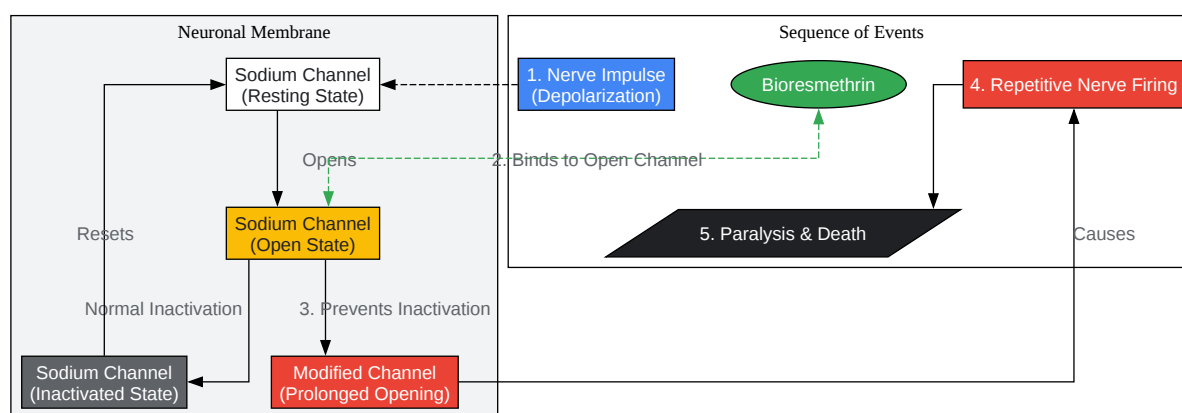 Neuronal Membrane
Sequence of Events
Sodium Channel
(Resting State)
1. Nerve Impulse
(Depolarization)
Bioresmethrin
4. Repetitive Nerve Firing
Opens
2. Binds to Open Channel
Sodium Channel
(Open State)
Resets
5. Paralysis & Death
Causes
Normal Inactivation
3. Prevents Inactivation
Sodium Channel
(Inactivated State)
Modified Channel
(Prolonged Opening)